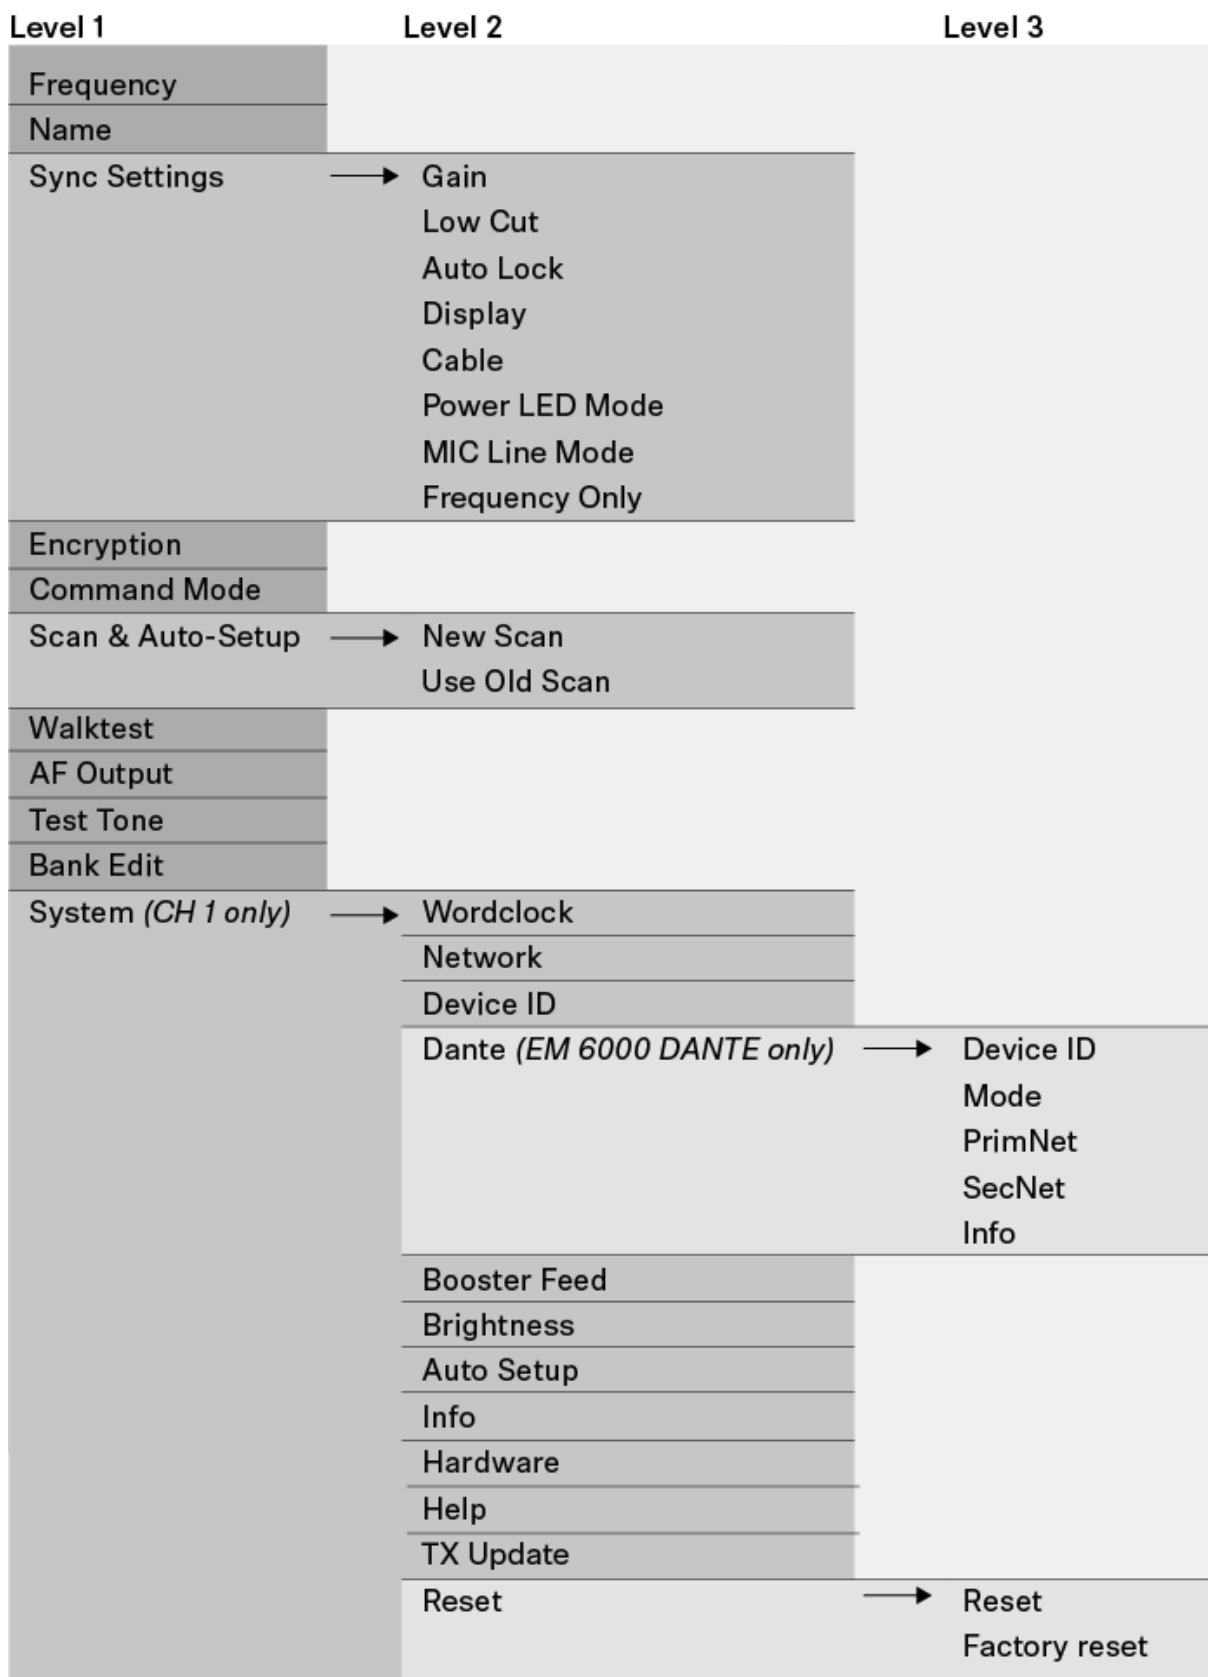 Level 1 Level 2 Level 3
Frequency
Name
Sync Settings Gain
Low Cut
Auto Lock
Display
Cable
Power LED Mode
MIC Line Mode
Frequency Only
Encryption
Command Mode
Scan & Auto-Setup New Scan
Use Old Scan
Walktest
AF Output
Test Tone
Bank Edit
System (CH 1 only) Wordclock
Network
Device ID
Dante (EM 6000 DANTE only) Device ID
Mode
PrimNet
SecNet
Info
Booster Feed
Brightness
Auto Setup
Info
Hardware
Help
TX Update
Reset Reset
Factory reset